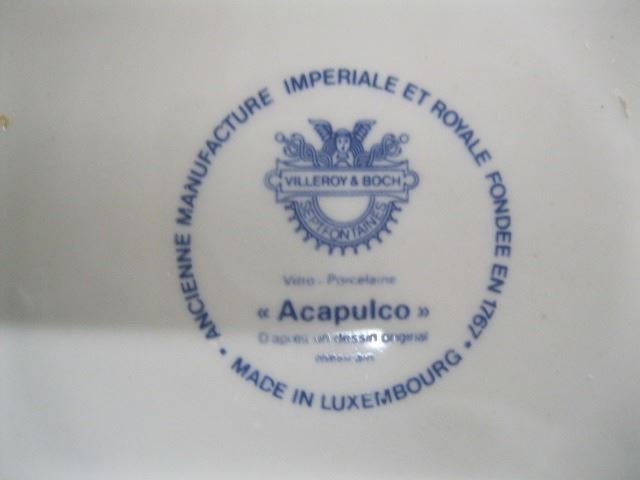 ANCIENNE MANUFACTURE IMPERIALE ET ROYALE FONDEE EN 1767
VILLEROY & BOCH
SEPTFONTAINES
Vitro - Porcelaine
« Acapulco »
D'après un dessin original
• MADE IN LUXEMBOURG •